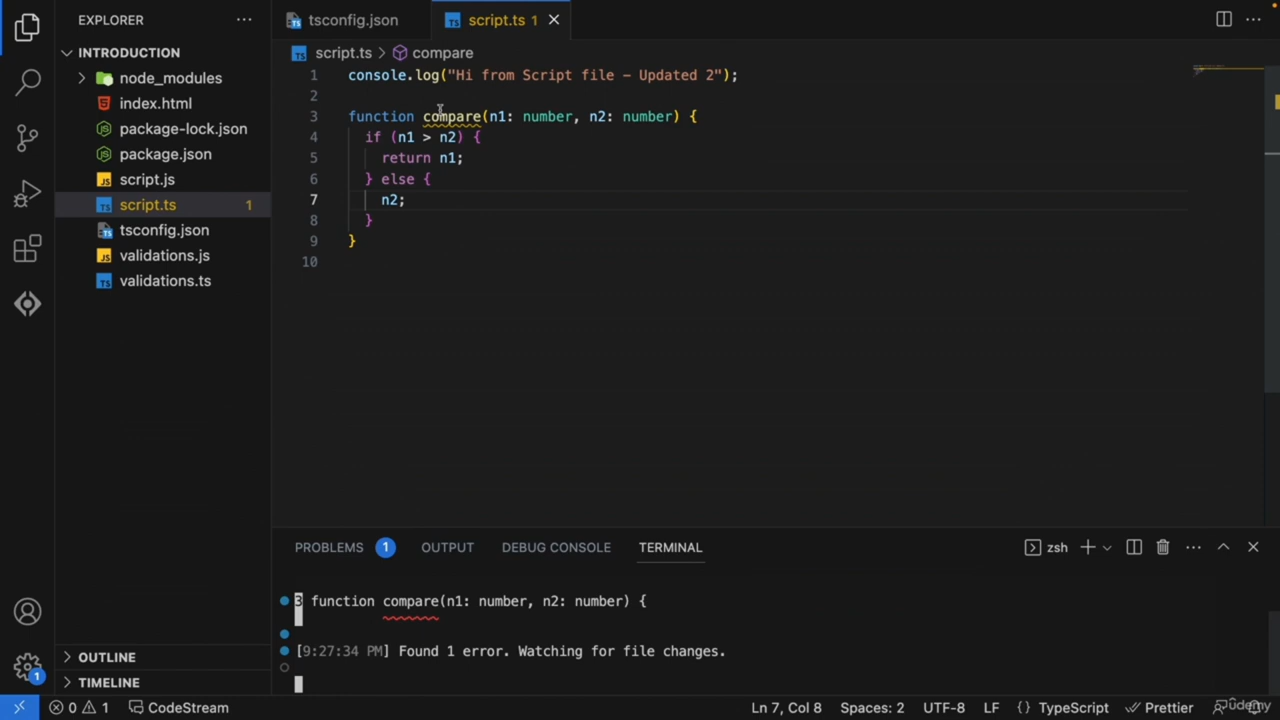 EXPLORER
INTRODUCTION
node_modules
index.html
package-lock.json
package.json
script.js
script.ts 1
tsconfig.json
validations.js
validations.ts
OUTLINE
TIMELINE
tsconfig.json
script.ts 1
script.ts > compare
1 console.log("Hi from Script file - Updated 2");
2
3 function compare(n1: number, n2: number) {
4 if (n1 > n2) {
5 return n1;
6 } else {
7 n2;
8 }
9 }
10
PROBLEMS 1 OUTPUT DEBUG CONSOLE TERMINAL zsh
3 function compare(n1: number, n2: number) {
[9:27:34 PM] Found 1 error. Watching for file changes.
1
0 1 CodeStream Ln 7, Col 8 Spaces: 2 UTF-8 LF {} TypeScript Prettier
Udemy